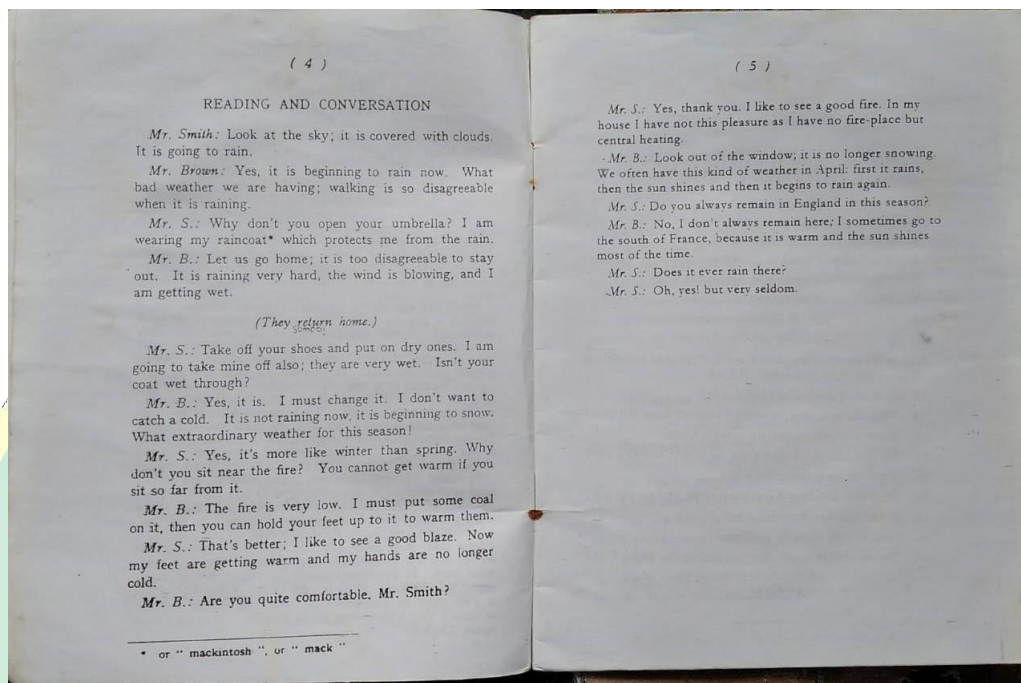 ( 4 )
READING AND CONVERSATION
Mr. Smith: Look at the sky; it is covered with clouds.
It is going to rain.
Mr. Brown: Yes, it is beginning to rain now. What
bad weather we are having; walking is so disagreeable
when it is raining.
Mr. S.: Why don't you open your umbrella? I am
wearing my raincoat* which protects me from the rain.
Mr. B.: Let us go home; it is too disagreeable to stay
out. It is raining very hard, the wind is blowing, and I
am getting wet.
(They return home.)
Mr. S.: Take off your shoes and put on dry ones. I am
going to take mine off also; they are very wet. Isn't your
coat wet through?
Mr. B.: Yes, it is. I must change it. I don't want to
catch a cold. It is not raining now, it is beginning to snow.
What extraordinary weather for this season!
Mr. S.: Yes, it's more like winter than spring. Why
don't you sit near the fire? You cannot get warm if you
sit so far from it.
Mr. B.: The fire is very low. I must put some coal
on it, then you can hold your feet up to it to warm them.
Mr. S.: That's better; I like to see a good blaze. Now
my feet are getting warm and my hands are no longer
cold.
Mr. B.: Are you quite comfortable. Mr. Smith?
* or " mackintosh ", or " mack "
( 5 )
Mr. S.: Yes, thank you. I like to see a good fire. In my
house I have not this pleasure as I have no fire-place but
central heating.
Mr. B.: Look out of the window; it is no longer snowing.
We often have this kind of weather in April: first it rains,
then the sun shines and then it begins to rain again.
Mr. S.: Do you always remain in England in this season?
Mr. B.: No, I don't always remain here; I sometimes go to
the south of France, because it is warm and the sun shines
most of the time.
Mr. S.: Does it ever rain there?
Mr. S.: Oh, yes! but very seldom.